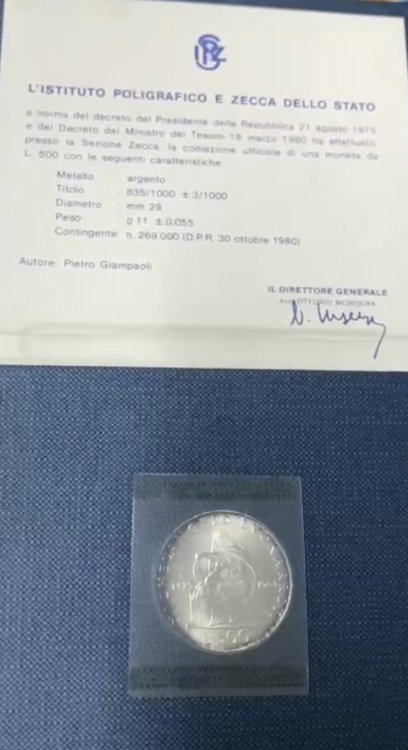 L'ISTITUTO POLIGRAFICO E ZECCA DELLO STATO
a norma del decreto del Presidente della Repubblica 21 agosto 1975
e del Decreto del Ministro del Tesoro 18 marzo 1980 ha effettuato,
presso la Sezione Zecca, la coniazione ufficiale di una moneta da
L. 500 con le seguenti caratteristiche:
Metallo : argento
Titolo : 835/1000 ± 3/1000
Diametro : mm 29
Peso : g 11 ± 0,055
Contingente: n. 269.000 (D.P.R. 30 ottobre 1980)
Autore: Pietro Giampaoli
IL DIRETTORE GENERALE
1475
L. 500